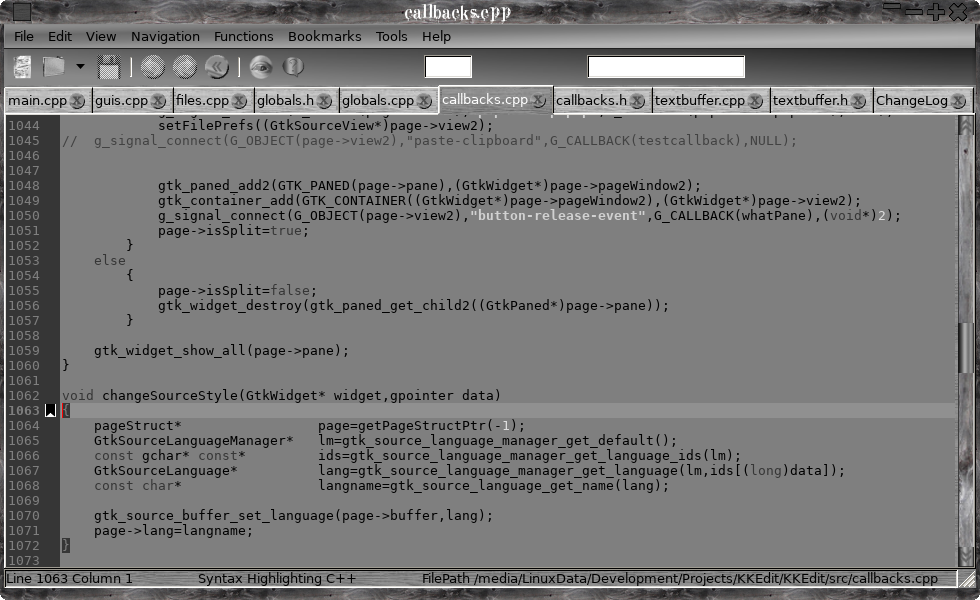 callbacks.cpp
File Edit View Navigation Functions Bookmarks Tools Help
main.cpp guis.cpp files.cpp globals.h globals.cpp callbacks.cpp callbacks.h textbuffer.cpp textbuffer.h ChangeLog
1044 setFilePrefs((GtkSourceView*)page->view2);
1045 // g_signal_connect(G_OBJECT(page->view2),"paste-clipboard",G_CALLBACK(testcallback),NULL);
1046
1047
1048 gtk_paned_add2(GTK_PANED(page->pane),(GtkWidget*)page->pageWindow2);
1049 gtk_container_add(GTK_CONTAINER((GtkWidget*)page->pageWindow2),(GtkWidget*)page->view2);
1050 g_signal_connect(G_OBJECT(page->view2),"button-release-event",G_CALLBACK(whatPane),(void*)2);
1051 page->isSplit=true;
1052 }
1053 else
1054 {
1055 page->isSplit=false;
1056 gtk_widget_destroy(gtk_paned_get_child2((GtkPaned*)page->pane));
1057 }
1058
1059 gtk_widget_show_all(page->pane);
1060 }
1061
1062 void changeSourceStyle(GtkWidget* widget,gpointer data)
1063 {
1064 pageStruct* page=getPageStructPtr(-1);
1065 GtkSourceLanguageManager* lm=gtk_source_language_manager_get_default();
1066 const gchar* const* ids=gtk_source_language_manager_get_language_ids(lm);
1067 GtkSourceLanguage* lang=gtk_source_language_manager_get_language(lm,ids[(long)data]);
1068 const char* langname=gtk_source_language_get_name(lang);
1069
1070 gtk_source_buffer_set_language(page->buffer,lang);
1071 page->lang=langname;
1072 }
1073
Line 1063 Column 1 Syntax Highlighting C++ FilePath /media/LinuxData/Development/Projects/KKEdit/KKEdit/src/callbacks.cpp